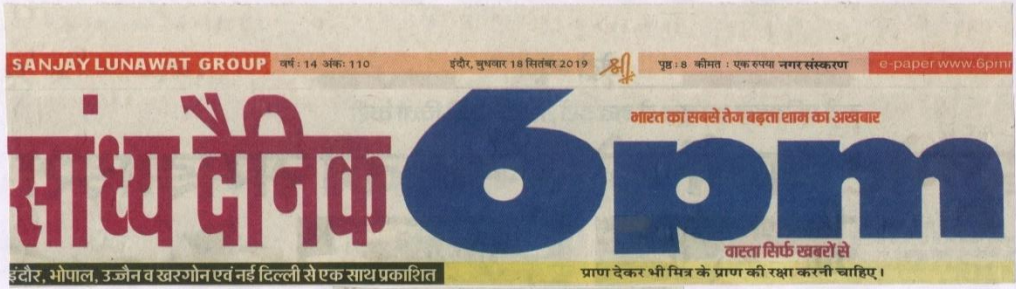 SANJAY LUNAWAT GROUP वर्ष : 14 अंक: 110 इंदौर, बुधवार 18 सितंबर 2019 श्री पृष्ठ : 8 कीमत : एक रुपया नगर संस्करण e-paper www.6pm
भारत का सबसे तेज बढ़ता शाम का अखबार
सांध्य दैनिक 6pm
वास्ता सिर्फ खबरों से
इंदौर, भोपाल, उज्जैन व खरगोन एवं नई दिल्ली से एक साथ प्रकाशित प्राण देकर भी मित्र के प्राण की रक्षा करनी चाहिए।